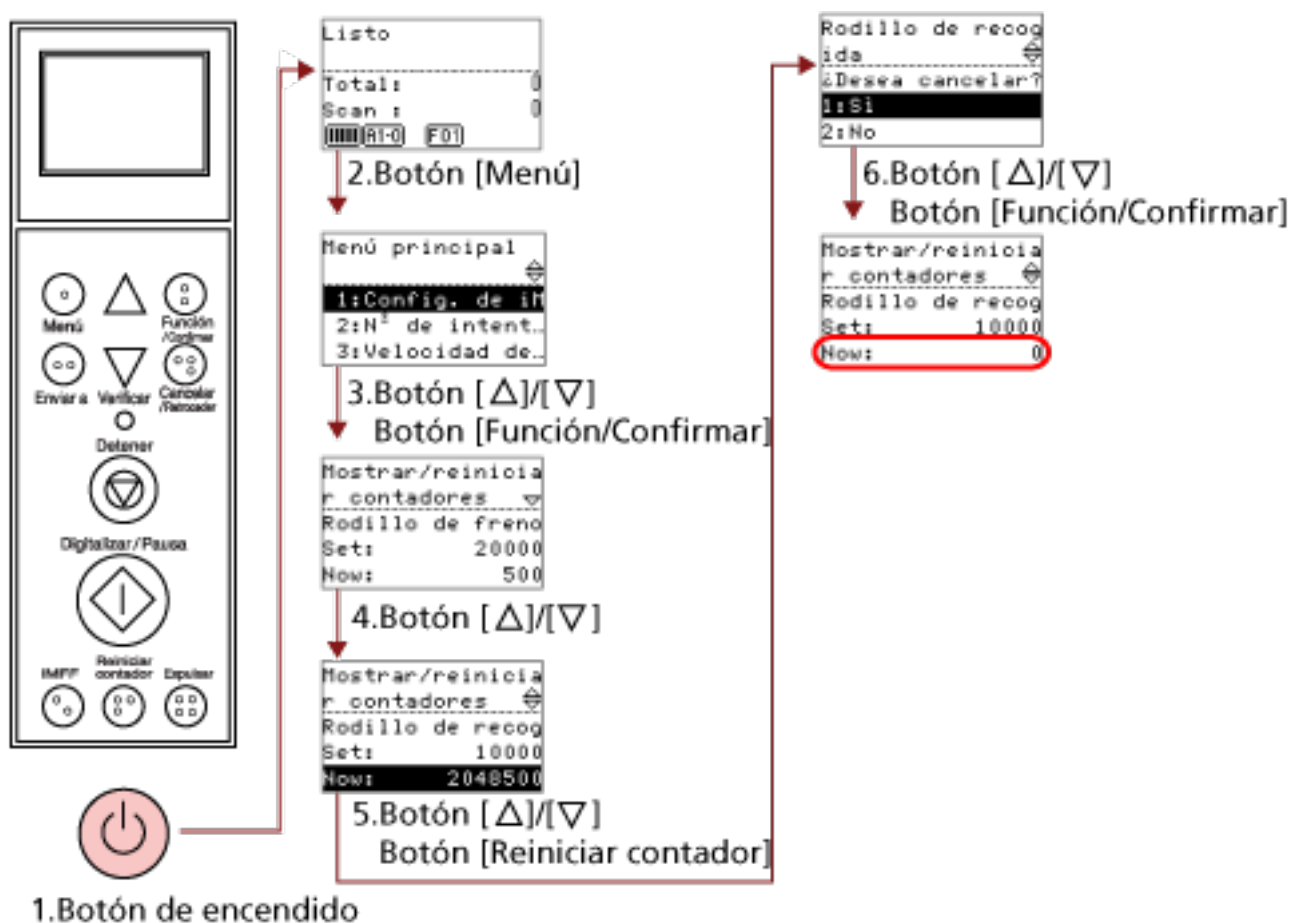 Menú
Función
/Confirmar
Enviar a
Verificar
Cancelar
/Retroceder
Detener
Digitalizar/Pausa
IMFF
Reiniciar
contador
Expulsar
1.Botón de encendido
Listo
Total: 0
Scan : 0
A1-0 F01
2.Botón [Menú]
Menú principal
1:Config. de iM
2:Nº de intent..
3:Velocidad de..
3.Botón [△]/[▽]
Botón [Función/Confirmar]
Mostrar/reinicia
r contadores
Rodillo de freno
Set: 20000
Now: 500
4.Botón [△]/[▽]
Mostrar/reinicia
r contadores
Rodillo de recog
Set: 10000
Now: 2048500
5.Botón [△]/[▽]
Botón [Reiniciar contador]
Rodillo de recog
ida
¿Desea cancelar?
1:Sì
2:No
6.Botón [△]/[▽]
Botón [Función/Confirmar]
Mostrar/reinicia
r contadores
Rodillo de recog
Set: 10000
Now: 0